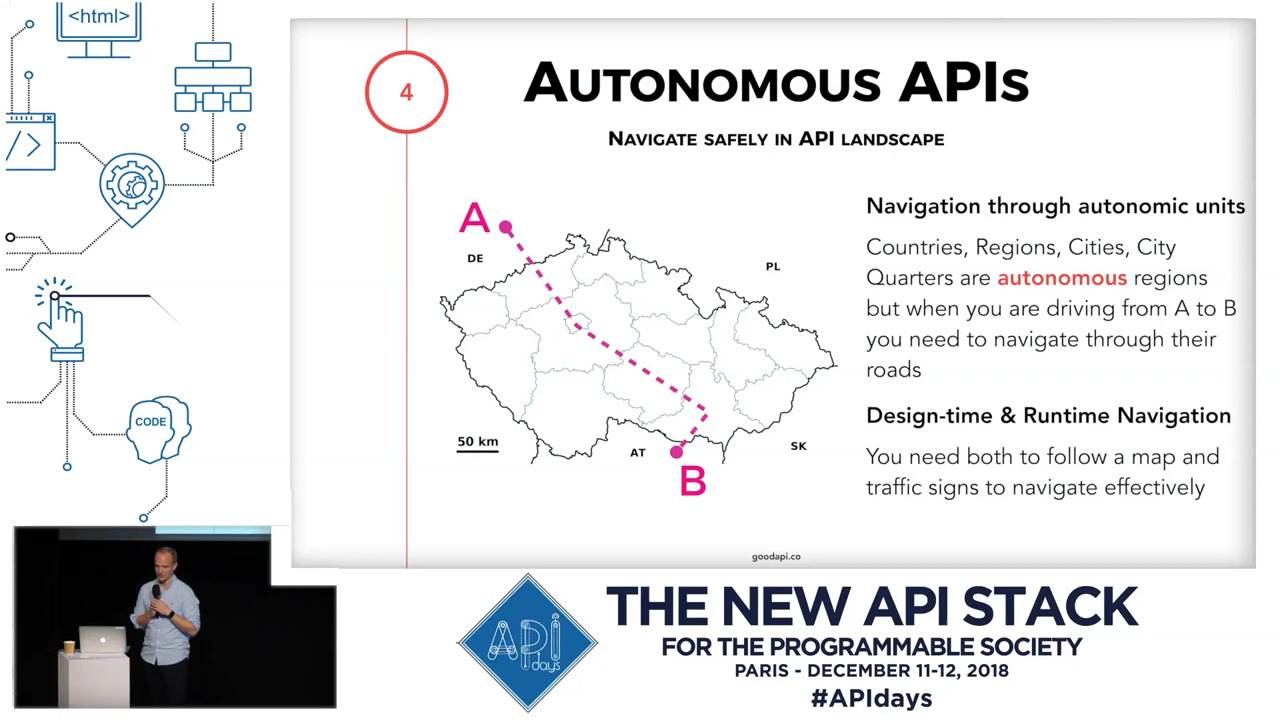 <html>
</>
CODE
4
AUTONOMOUS APIS
NAVIGATE SAFELY IN API LANDSCAPE
A
DE
PL
50 km
AT
SK
B
Navigation through autonomic units
Countries, Regions, Cities, City
Quarters are autonomous regions
but when you are driving from A to B
you need to navigate through their
roads
Design-time & Runtime Navigation
You need both to follow a map and
traffic signs to navigate effectively
goodapi.co
API
days
THE NEW API STACK
FOR THE PROGRAMMABLE SOCIETY
PARIS - DECEMBER 11-12, 2018
#APIdays